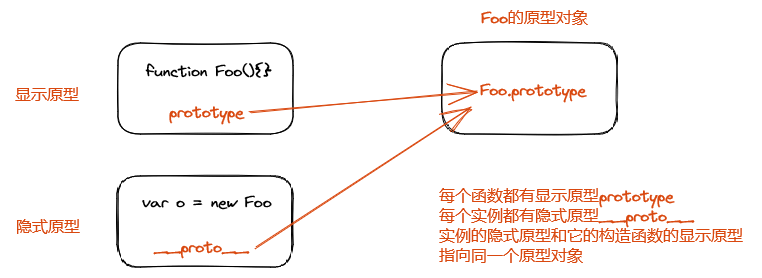 Foo的原型对象
function Foo(){}
显示原型
prototype
Foo.prototype
var o = new Foo
隐式原型
__proto__
每个函数都有显示原型prototype
每个实例都有隐式原型__proto__
实例的隐式原型和它的构造函数的显示原型
指向同一个原型对象